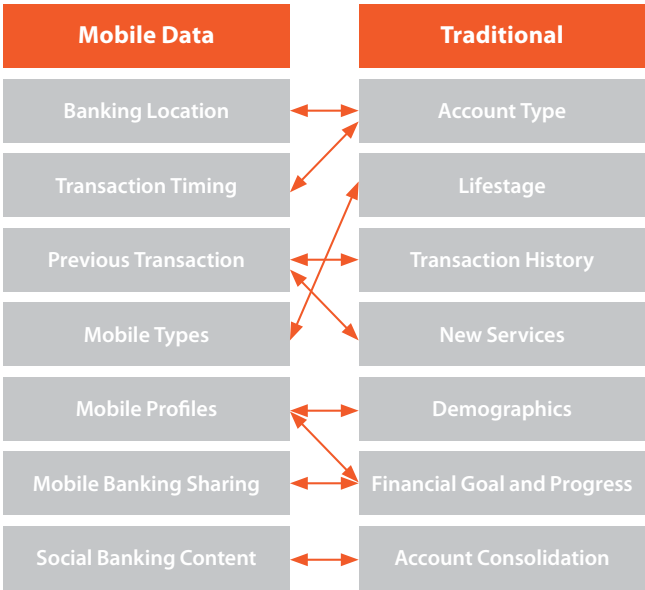 Mobile Data
Traditional
Banking Location
Account Type
Transaction Timing
Lifestage
Previous Transaction
Transaction History
Mobile Types
New Services
Mobile Profiles
Demographics
Mobile Banking Sharing
Financial Goal and Progress
Social Banking Content
Account Consolidation